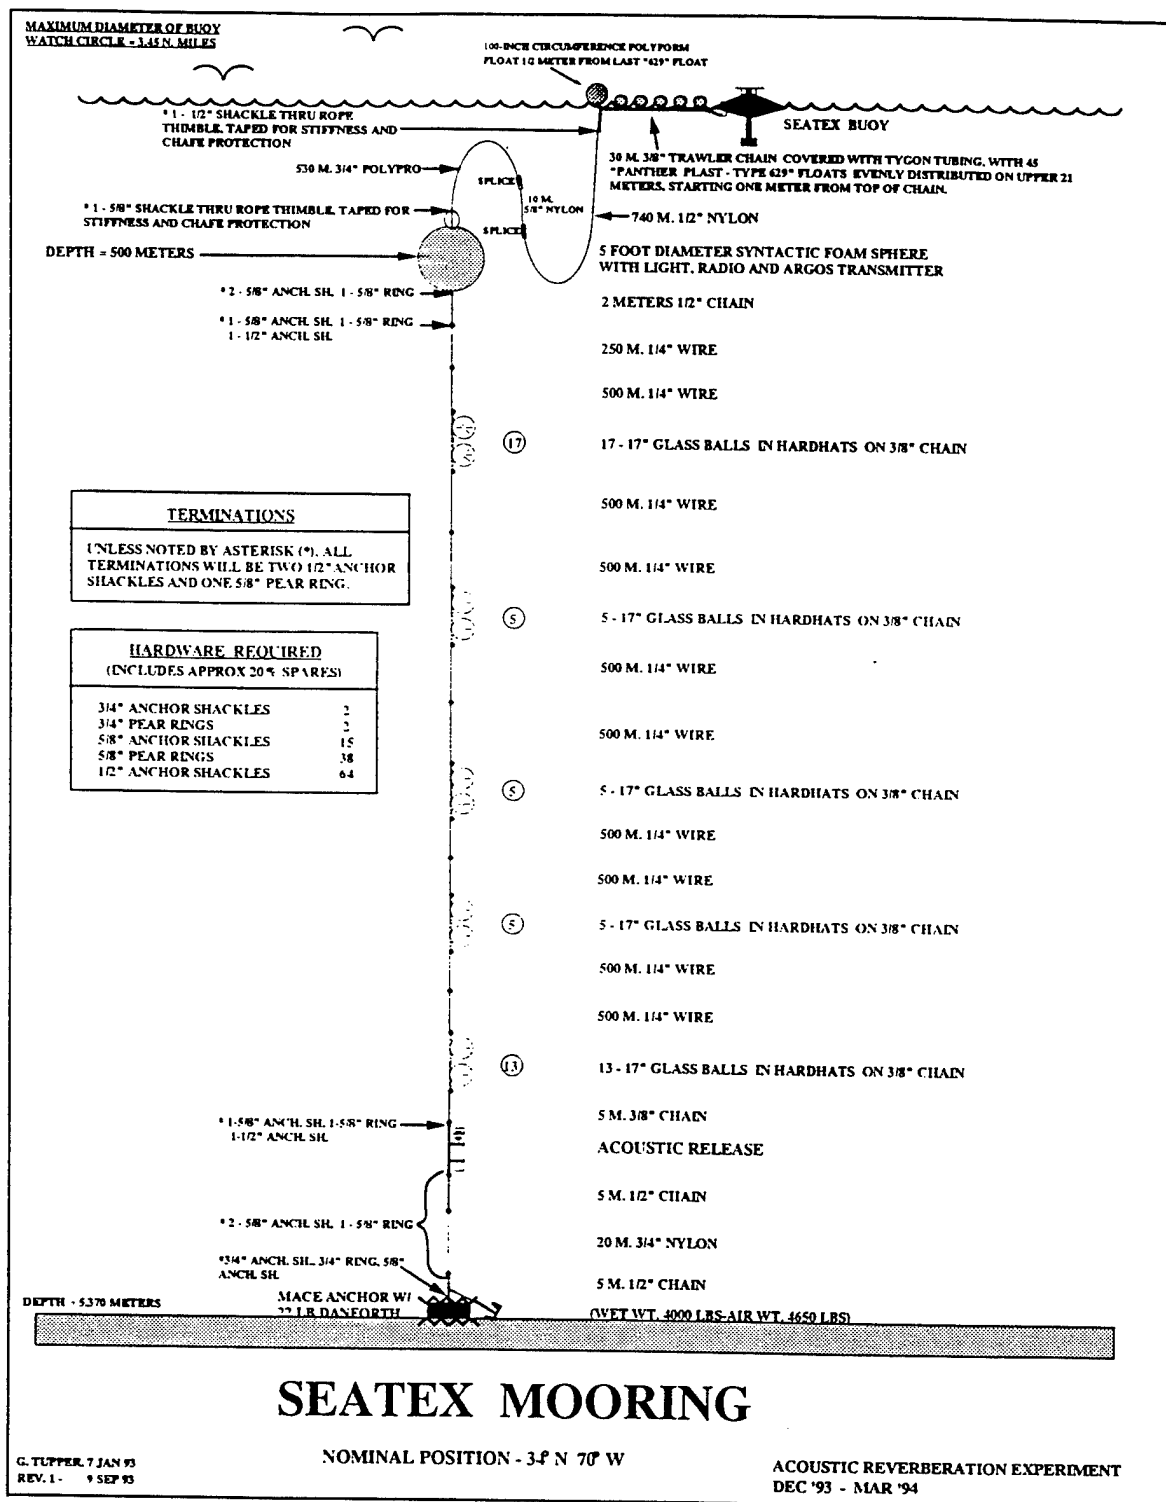 MAXIMUM DIAMETER OF BUOY
WATCH CIRCLE = 3.45 N. MILES
100-INCH CIRCUMFERENCE POLYFORM
FLOAT 1/2 METER FROM LAST "629" FLOAT
* 1 - 1/2" SHACKLE THRU ROPE
THIMBLE, TAPED FOR STIFFNESS AND
CHAFE PROTECTION
SEATEX BUOY
30 M. 3/8" TRAWLER CHAIN COVERED WITH TYGON TUBING, WITH 45
"PANTHER PLAST - TYPE 629" FLOATS EVENLY DISTRIBUTED ON UPPER 21
METERS, STARTING ONE METER FROM TOP OF CHAIN.
530 M. 3/4" POLYPRO
SPLICE
10 M.
5/8" NYLON
* 1 - 5/8" SHACKLE THRU ROPE THIMBLE, TAPED FOR
STIFFNESS AND CHAFE PROTECTION
740 M. 1/2" NYLON
SPLICE
DEPTH = 500 METERS
5 FOOT DIAMETER SYNTACTIC FOAM SPHERE
WITH LIGHT, RADIO AND ARGOS TRANSMITTER
* 2 - 5/8" ANCH. SH. 1 - 5/8" RING
2 METERS 1/2" CHAIN
* 1 - 5/8" ANCH. SH. 1 - 5/8" RING
1 - 1/2" ANCH. SH.
250 M. 1/4" WIRE
500 M. 1/4" WIRE
17
17 - 17" GLASS BALLS IN HARDHATS ON 3/8" CHAIN
500 M. 1/4" WIRE
TERMINATIONS
UNLESS NOTED BY ASTERISK (*), ALL
TERMINATIONS WILL BE TWO 1/2" ANCHOR
SHACKLES AND ONE 5/8" PEAR RING.
500 M. 1/4" WIRE
5
5 - 17" GLASS BALLS IN HARDHATS ON 3/8" CHAIN
HARDWARE REQUIRED
(INCLUDES APPROX 20% SPARES)
3/4" ANCHOR SHACKLES 2
3/4" PEAR RINGS 2
5/8" ANCHOR SHACKLES 15
5/8" PEAR RINGS 38
1/2" ANCHOR SHACKLES 64
500 M. 1/4" WIRE
500 M. 1/4" WIRE
5
5 - 17" GLASS BALLS IN HARDHATS ON 3/8" CHAIN
500 M. 1/4" WIRE
500 M. 1/4" WIRE
5
5 - 17" GLASS BALLS IN HARDHATS ON 3/8" CHAIN
500 M. 1/4" WIRE
500 M. 1/4" WIRE
13
13 - 17" GLASS BALLS IN HARDHATS ON 3/8" CHAIN
* 1-5/8" ANCH. SH. 1-5/8" RING
1-1/2" ANCH. SH.
5 M. 3/8" CHAIN
ACOUSTIC RELEASE
5 M. 1/2" CHAIN
* 2 - 5/8" ANCH. SH. 1 - 5/8" RING
20 M. 3/4" NYLON
*3/4" ANCH. SH., 3/4" RING, 5/8"
ANCH. SH.
5 M. 1/2" CHAIN
MACE ANCHOR W/
22 LB DANFORTH
DEPTH - 5,370 METERS
(WET WT. 4000 LBS-AIR WT. 4650 LBS)
SEATEX MOORING
NOMINAL POSITION - N 70° W
G. TUPPER, 7 JAN 93
REV. 1 - 9 SEP 93
ACOUSTIC REVERBERATION EXPERIMENT
DEC '93 - MAR '94